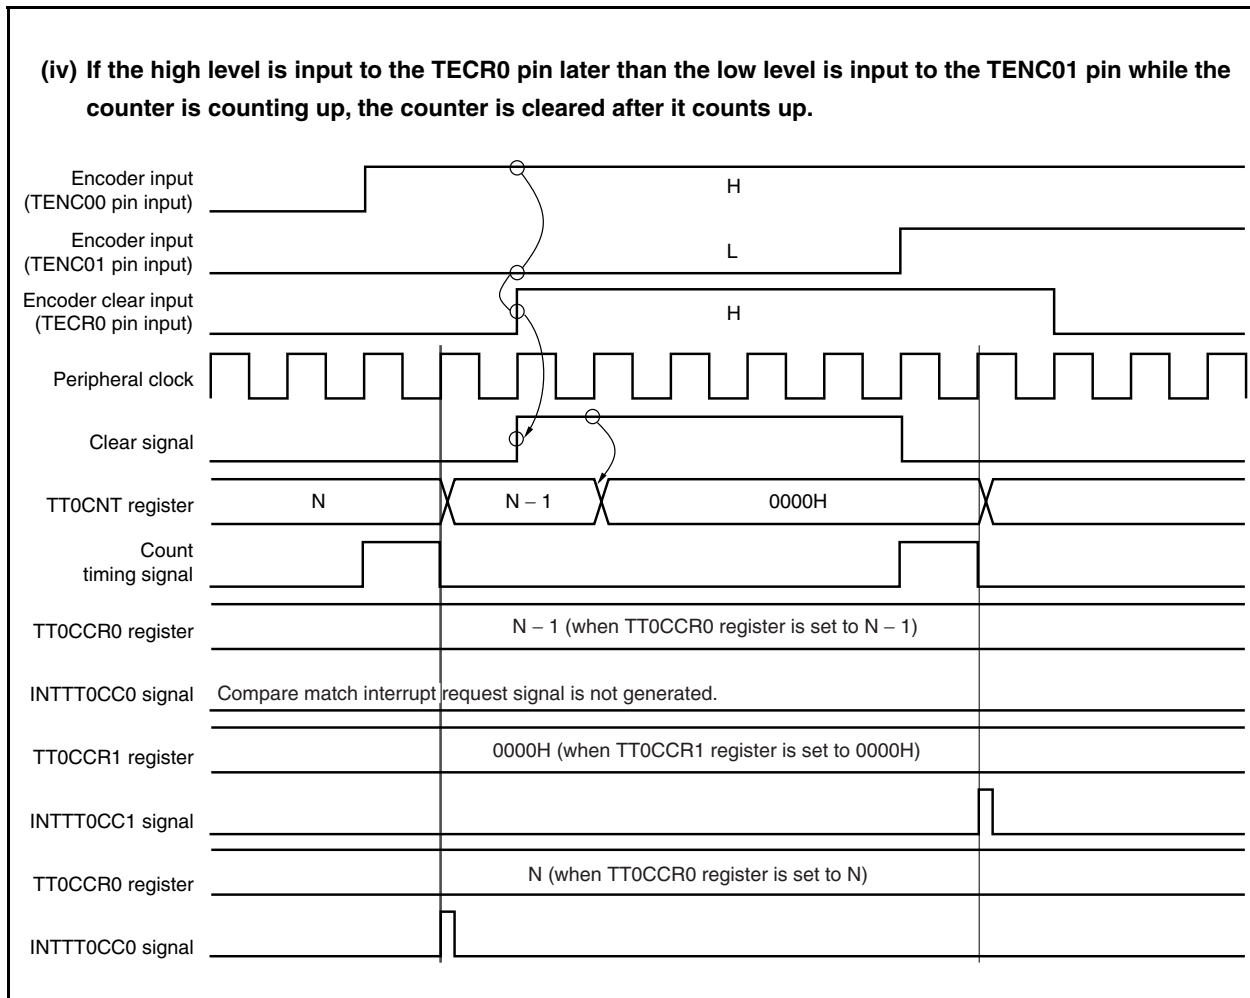 (iv) If the high level is input to the TECR0 pin later than the low level is input to the TENC01 pin while the
counter is counting up, the counter is cleared after it counts up.
Encoder input
(TENC00 pin input)
H
Encoder input
(TENC01 pin input)
L
Encoder clear input
(TECR0 pin input)
H
Peripheral clock
Clear signal
TT0CNT register
N
N − 1
0000H
Count
timing signal
TT0CCR0 register
N − 1 (when TT0CCR0 register is set to N − 1)
INTTT0CC0 signal
Compare match interrupt request signal is not generated.
TT0CCR1 register
0000H (when TT0CCR1 register is set to 0000H)
INTTT0CC1 signal
TT0CCR0 register
N (when TT0CCR0 register is set to N)
INTTT0CC0 signal